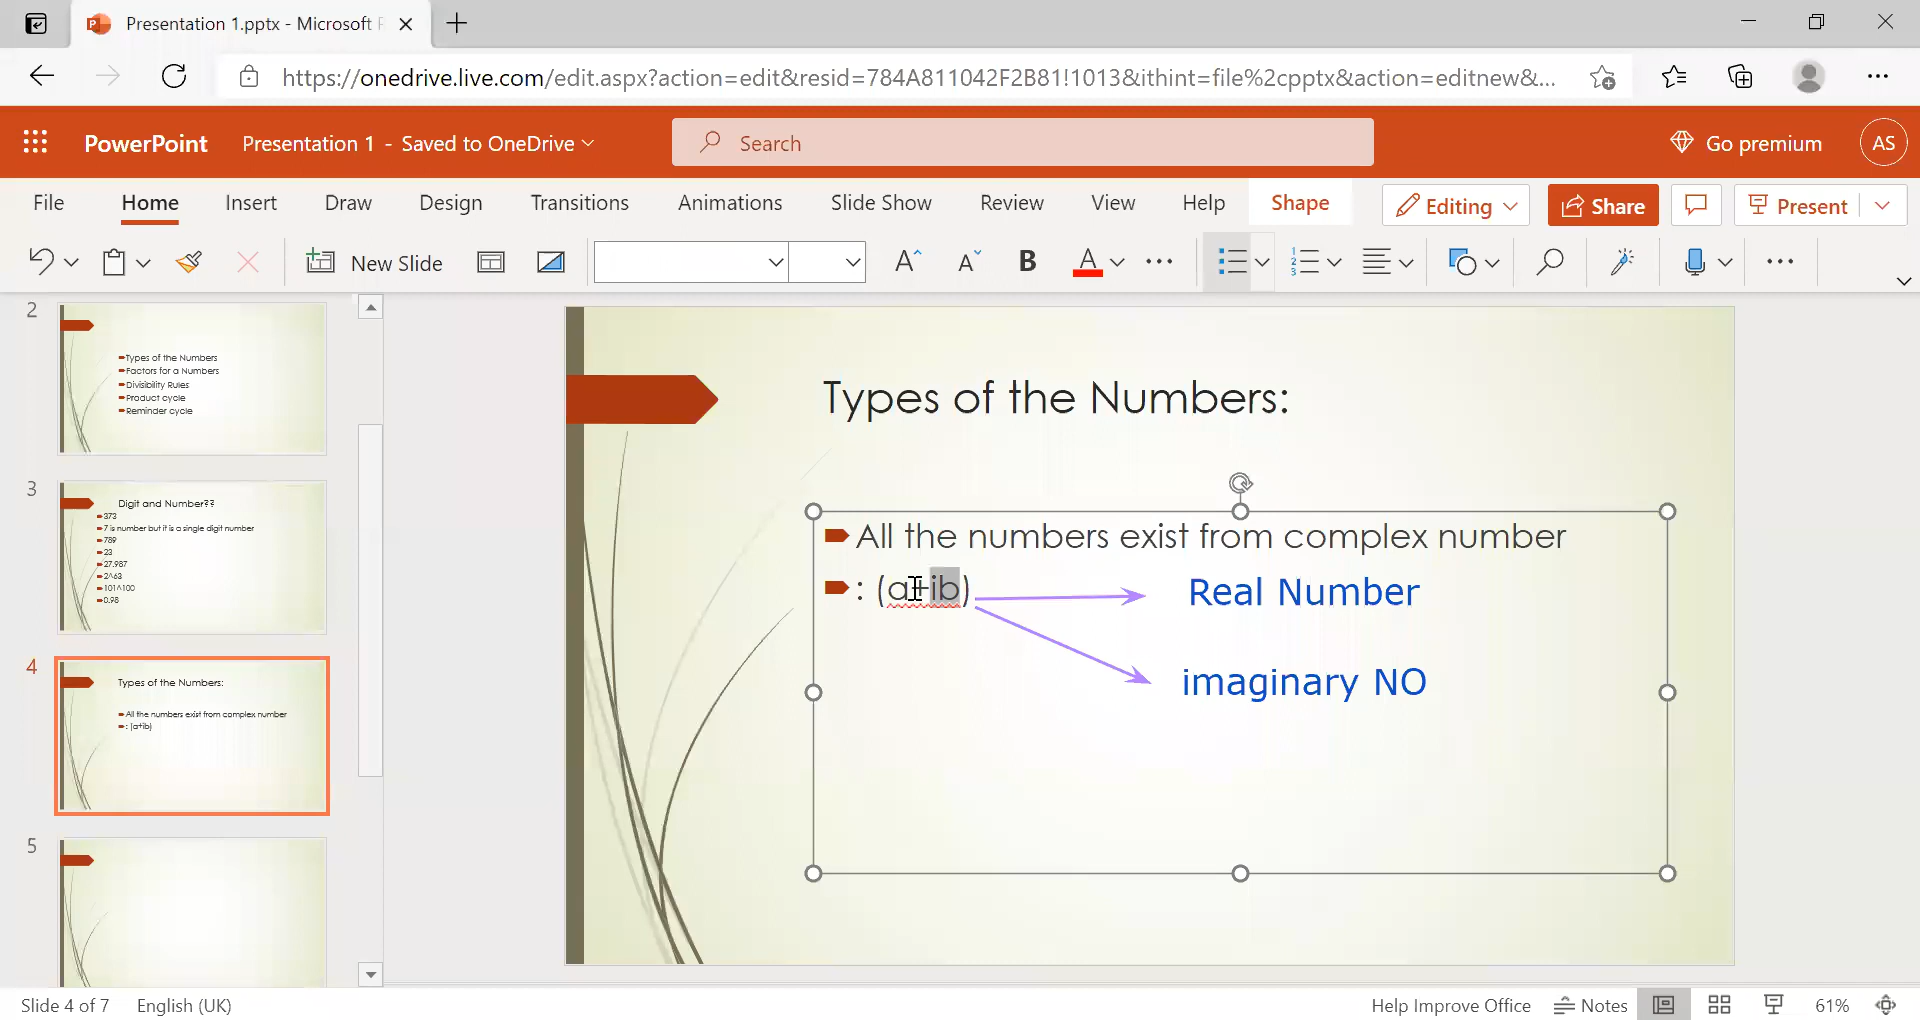 Presentation 1.pptx - Microsoft P
https://onedrive.live.com/edit.aspx?action=edit&resid=784A811042F2B81!1013&ithint=file%2cpptx&action=editnew&...
PowerPoint
Presentation 1 - Saved to OneDrive
Search
Go premium
AS
File
Home
Insert
Draw
Design
Transitions
Animations
Slide Show
Review
View
Help
Shape
Editing
Share
Present
New Slide
2
Types of the Numbers
Factors for a Numbers
Divisibility Rules
Product cycle
Reminder cycle
3
Digit and Number??
373
7 is number but it is a single digit number
789
23
27.987
2^63
101^100
0.98
4
Types of the Numbers:
All the numbers exist from complex number
: (a+ib)
5
Types of the Numbers:
All the numbers exist from complex number
: (a+ib)
Real Number
imaginary NO
Slide 4 of 7
English (UK)
Help Improve Office
Notes
61%